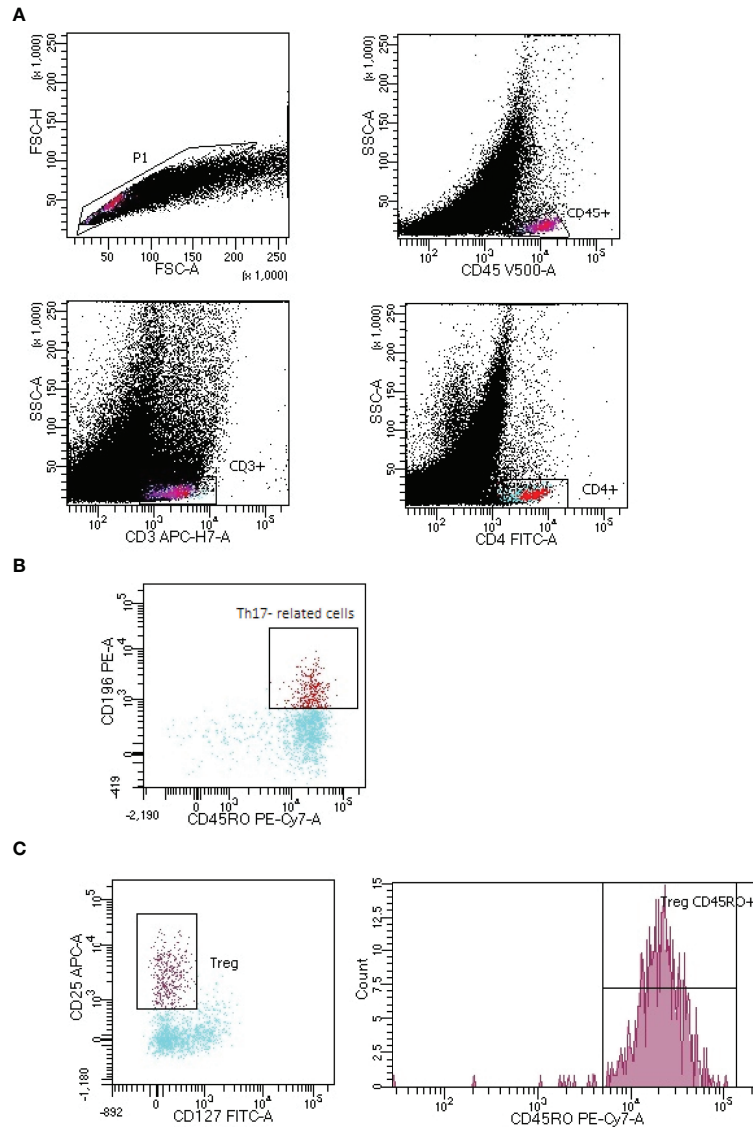 A
(x 1,000)
FSC-H
50 100 150 200 250
P1
50 100 150 200 250
FSC-A
(x 1,000)
(x 1,000)
SSC-A
50 100 150 200 250
CD45+
10² 10³ 10⁴ 10⁵
CD45 V500-A
(x 1,000)
SSC-A
50 100 150 200 250
CD3+
10² 10³ 10⁴ 10⁵
CD3 APC-H7-A
(x 1,000)
SSC-A
50 100 150 200 250
CD4+
10² 10³ 10⁴ 10⁵
CD4 FITC-A
B
Th17- related cells
CD196 PE-A
-419 0 10³ 10⁴ 10⁵
-2,190 0 10³ 10⁴ 10⁵
CD45RO PE-Cy7-A
C
CD25 APC-A
-1,180 0 10³ 10⁴ 10⁵
Treg
-892 0 10³ 10⁴ 10⁵
CD127 FITC-A
Count
0 2,5 5 7,5 10 12,5 15
Treg CD45RO+
10² 10³ 10⁴ 10⁵
CD45RO PE-Cy7-A